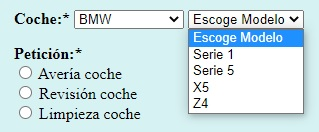 Coche:* BMW Escoge Modelo
Escoge Modelo
Serie 1
Serie 5
X5
Z4
Petición:*
Avería coche
Revisión coche
Limpieza coche